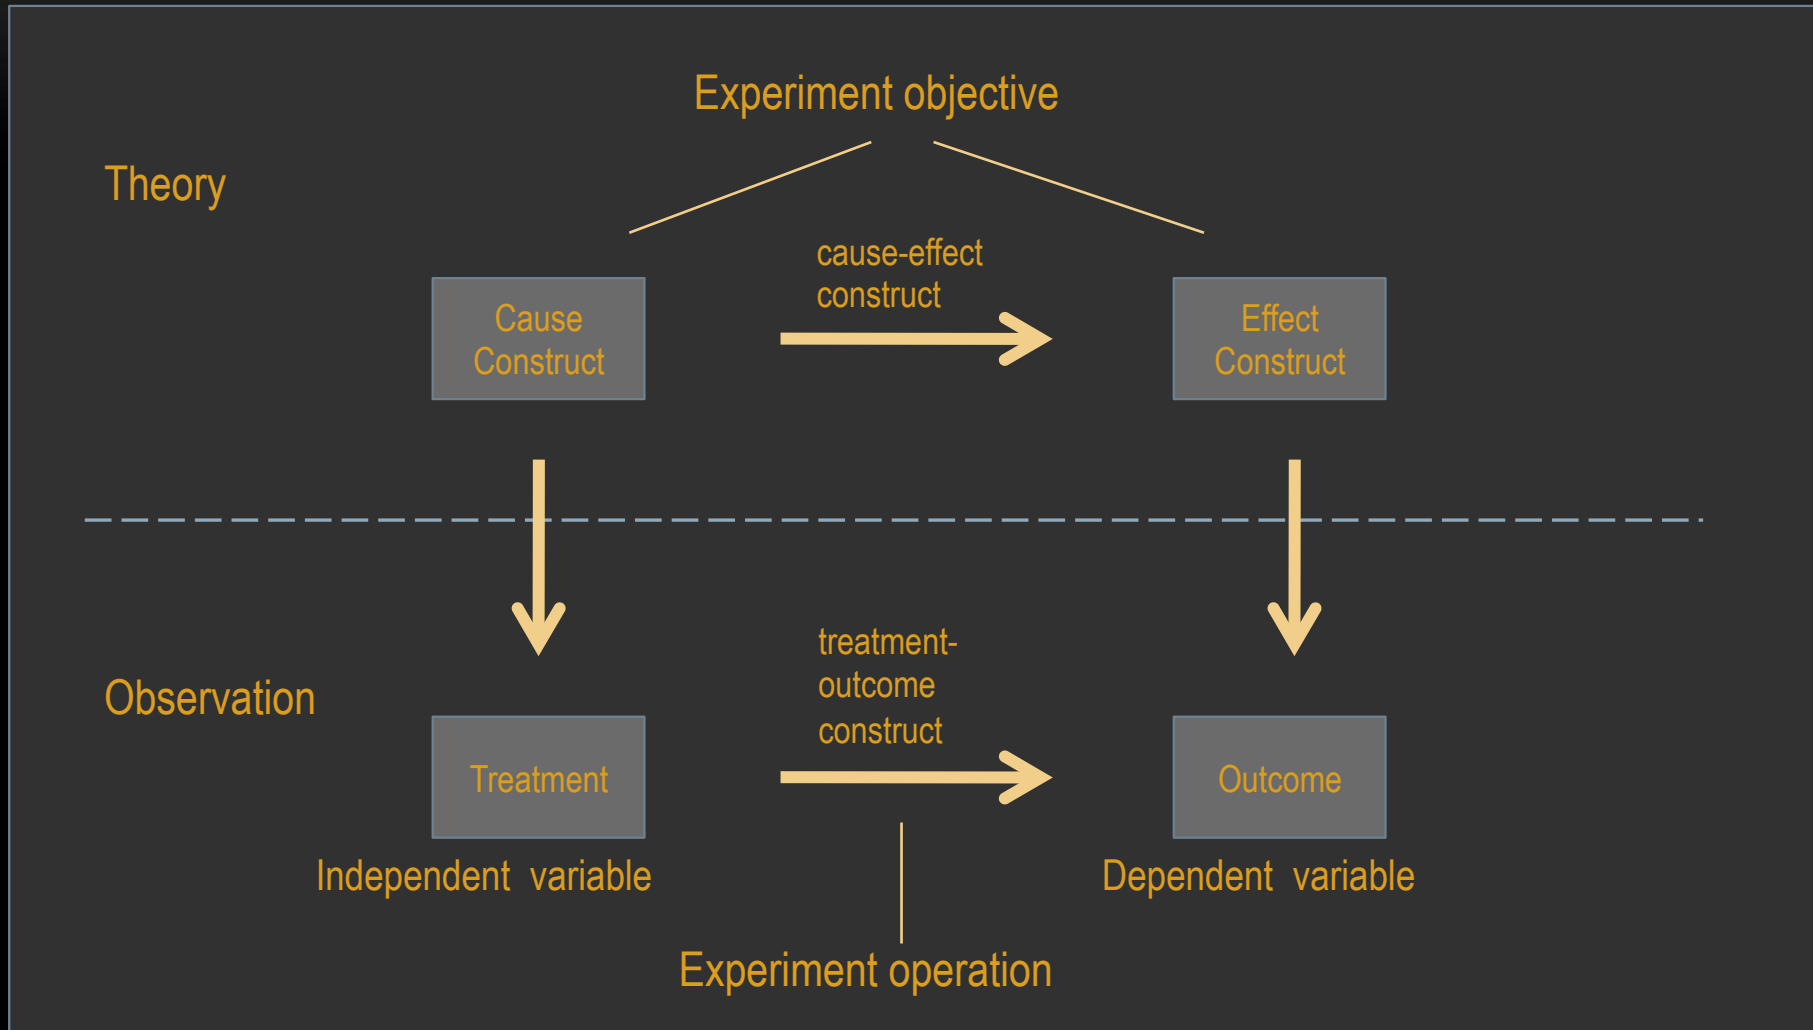 Experiment objective
Theory
cause-effect
construct
Cause
Construct
Effect
Construct
Observation
treatment-
outcome
construct
Treatment
Outcome
Independent variable
Dependent variable
Experiment operation